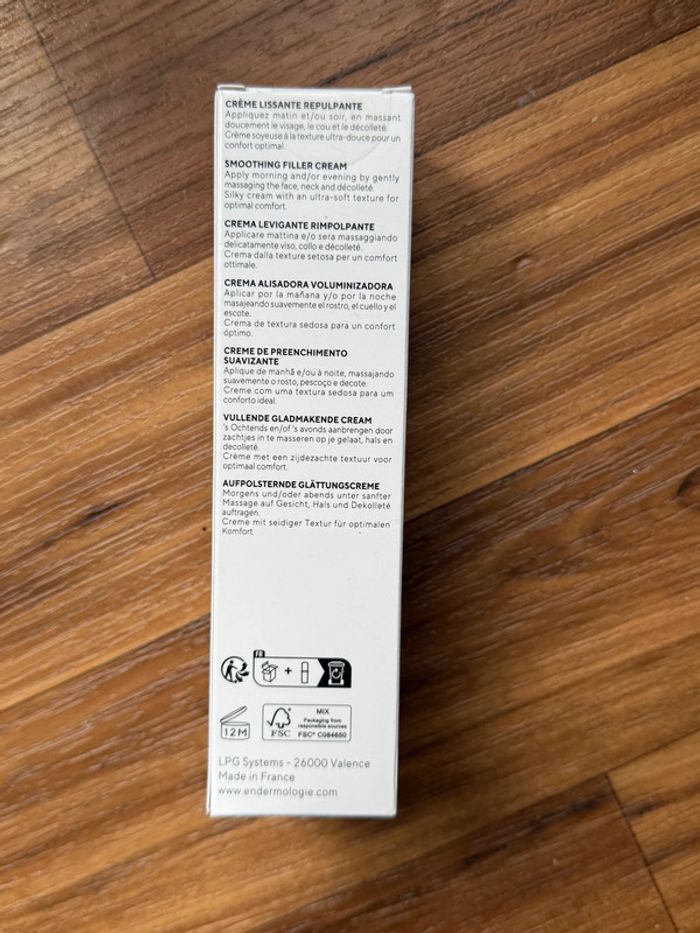 CRÈME LISSANTE REPULPANTE
Appliquez matin et/ou soir, en massant
doucement le visage, le cou et le décolleté.
Crème soyeuse à la texture ultra-douce pour un
confort optimal.
SMOOTHING FILLER CREAM
Apply morning and/or evening by gently
massaging the face, neck and décolleté.
Silky cream with an ultra-soft texture for
optimal comfort.
CREMA LEVIGANTE RIMPOLPANTE
Applicare mattina e/o sera massaggiando
delicatamente viso, collo e décolleté.
Crema dalla texture setosa per un comfort
ottimale.
CREMA ALISADORA VOLUMINIZADORA
Aplicar por la mañana y/o por la noche
masajeando suavemente el rostro, el cuello y el
escote.
Crema de textura sedosa para un confort
óptimo.
CREME DE PREENCHIMENTO
SUAVIZANTE
Aplique de manhã e/ou à noite, massajando
suavemente o rosto, pescoço e decote.
Creme com uma textura sedosa para um
conforto ideal.
VULLENDE GLADMAKENDE CREAM
's Ochtends en/of 's avonds aanbrengen door
zachtjes in te masseren op je gelaat, hals en
decolleté.
Crème met een zijdezachte textuur voor
optimaal comfort.
AUFPOLSTERNDE GLÄTTUNGSCREME
Morgens und/oder abends unter sanfter
Massage auf Gesicht, Hals und Dekolleté
auftragen.
Creme mit seidiger Textur für optimalen
Komfort.
FR
+
12M
FSC
MIX
Packaging from
responsible sources
FSC® C084650
LPG Systems - 26000 Valence
Made in France
www.endermologie.com